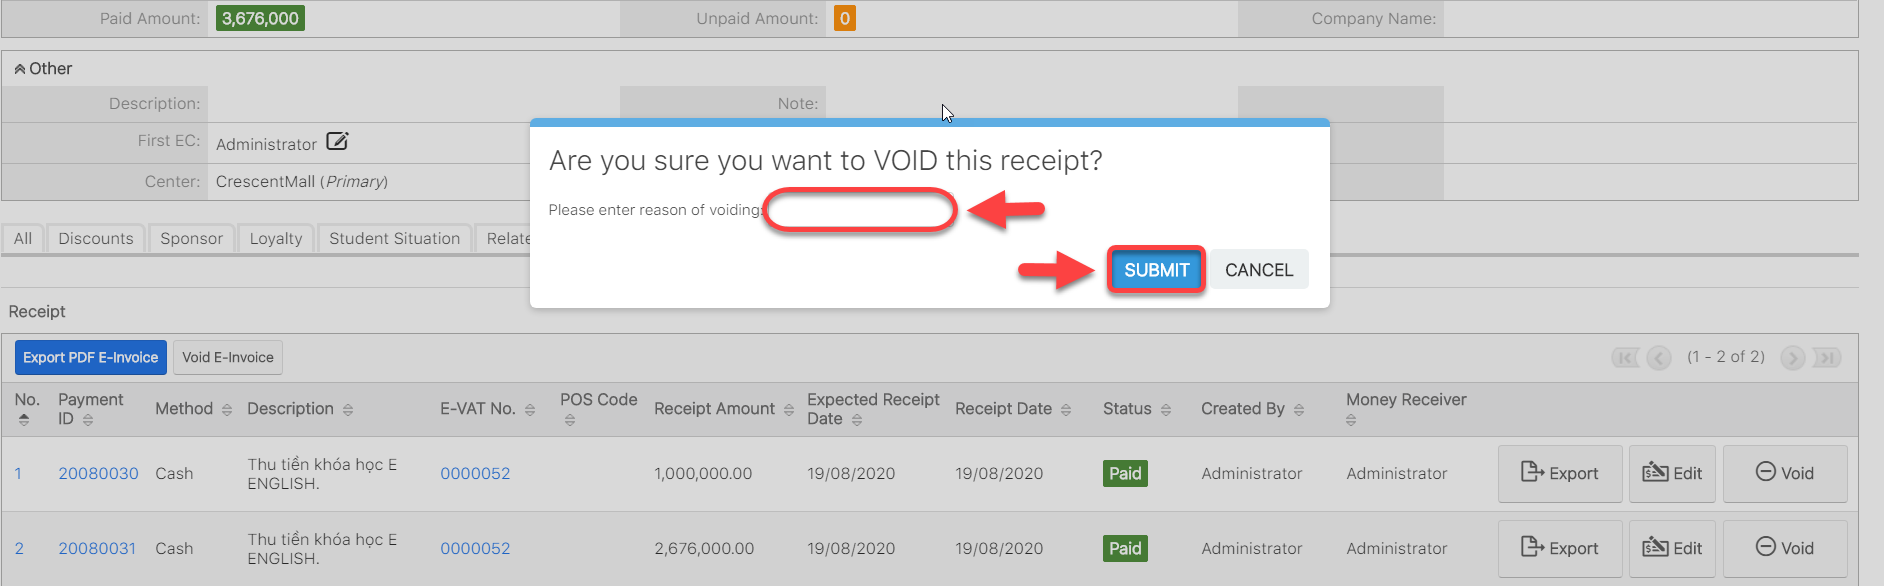 Paid Amount: 3,676,000 Unpaid Amount: 0 Company Name:
Other
Description: Note:
First EC: Administrator
Center: CrescentMall (Primary)
Are you sure you want to VOID this receipt?
Please enter reason of voiding:
SUBMIT CANCEL
All Discounts Sponsor Loyalty Student Situation Relate
Receipt
Export PDF E-Invoice Void E-Invoice (1 - 2 of 2)
No. Payment ID Method Description E-VAT No. POS Code Receipt Amount Expected Receipt Date Receipt Date Status Created By Money Receiver
1 20080030 Cash Thu tiền khóa học E ENGLISH. 0000052 1,000,000.00 19/08/2020 19/08/2020 Paid Administrator Administrator Export Edit Void
2 20080031 Cash Thu tiền khóa học E ENGLISH. 0000052 2,676,000.00 19/08/2020 19/08/2020 Paid Administrator Administrator Export Edit Void